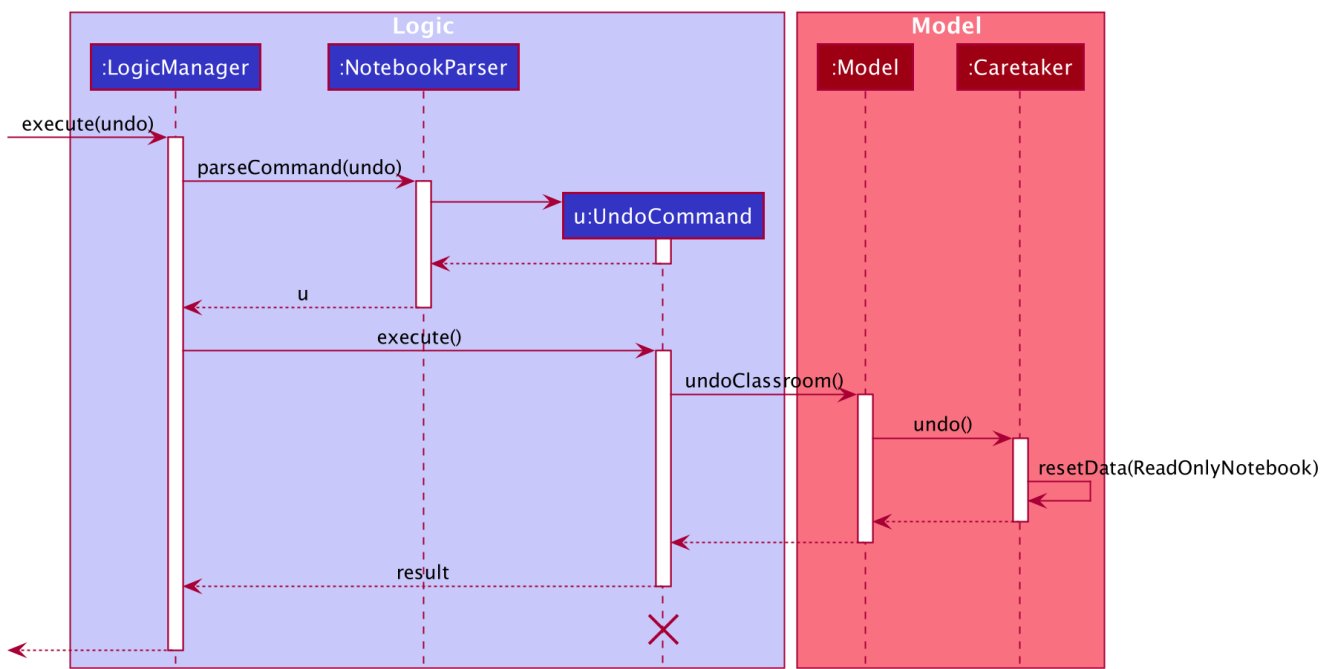 Logic
Model
:LogicManager
:NotebookParser
:Model
:Caretaker
execute(undo)
parseCommand(undo)
u:UndoCommand
u
execute()
undoClassroom()
undo()
resetData(ReadOnlyNotebook)
result